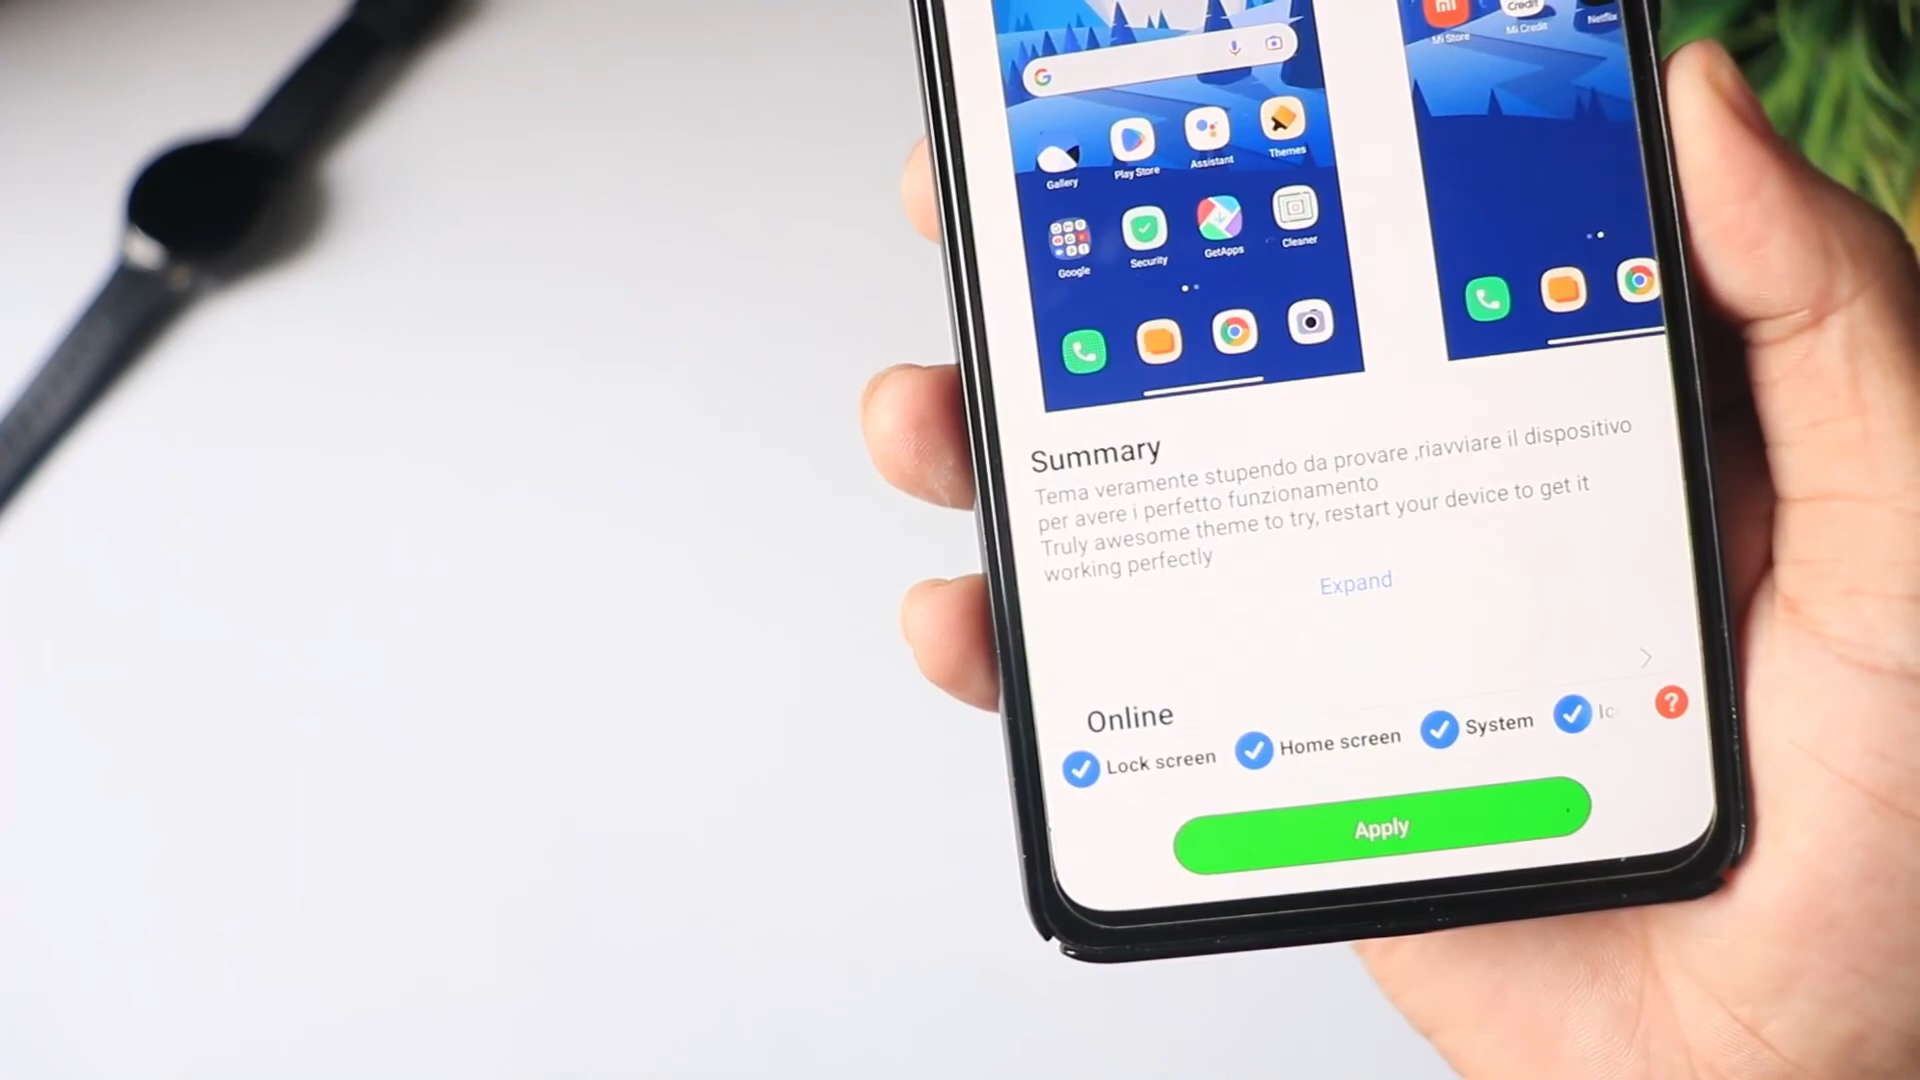 Mi Store
Credit
Mi Credit
Netflix
Gallery
Play Store
Assistant
Themes
Google
Security
GetApps
Cleaner
Summary
Tema veramente stupendo da provare ,riavviare il dispositivo
per avere i perfetto funzionamento
Truly awesome theme to try, restart your device to get it
working perfectly
Expand
Online
Lock screen
Home screen
System
Ic
?
Apply